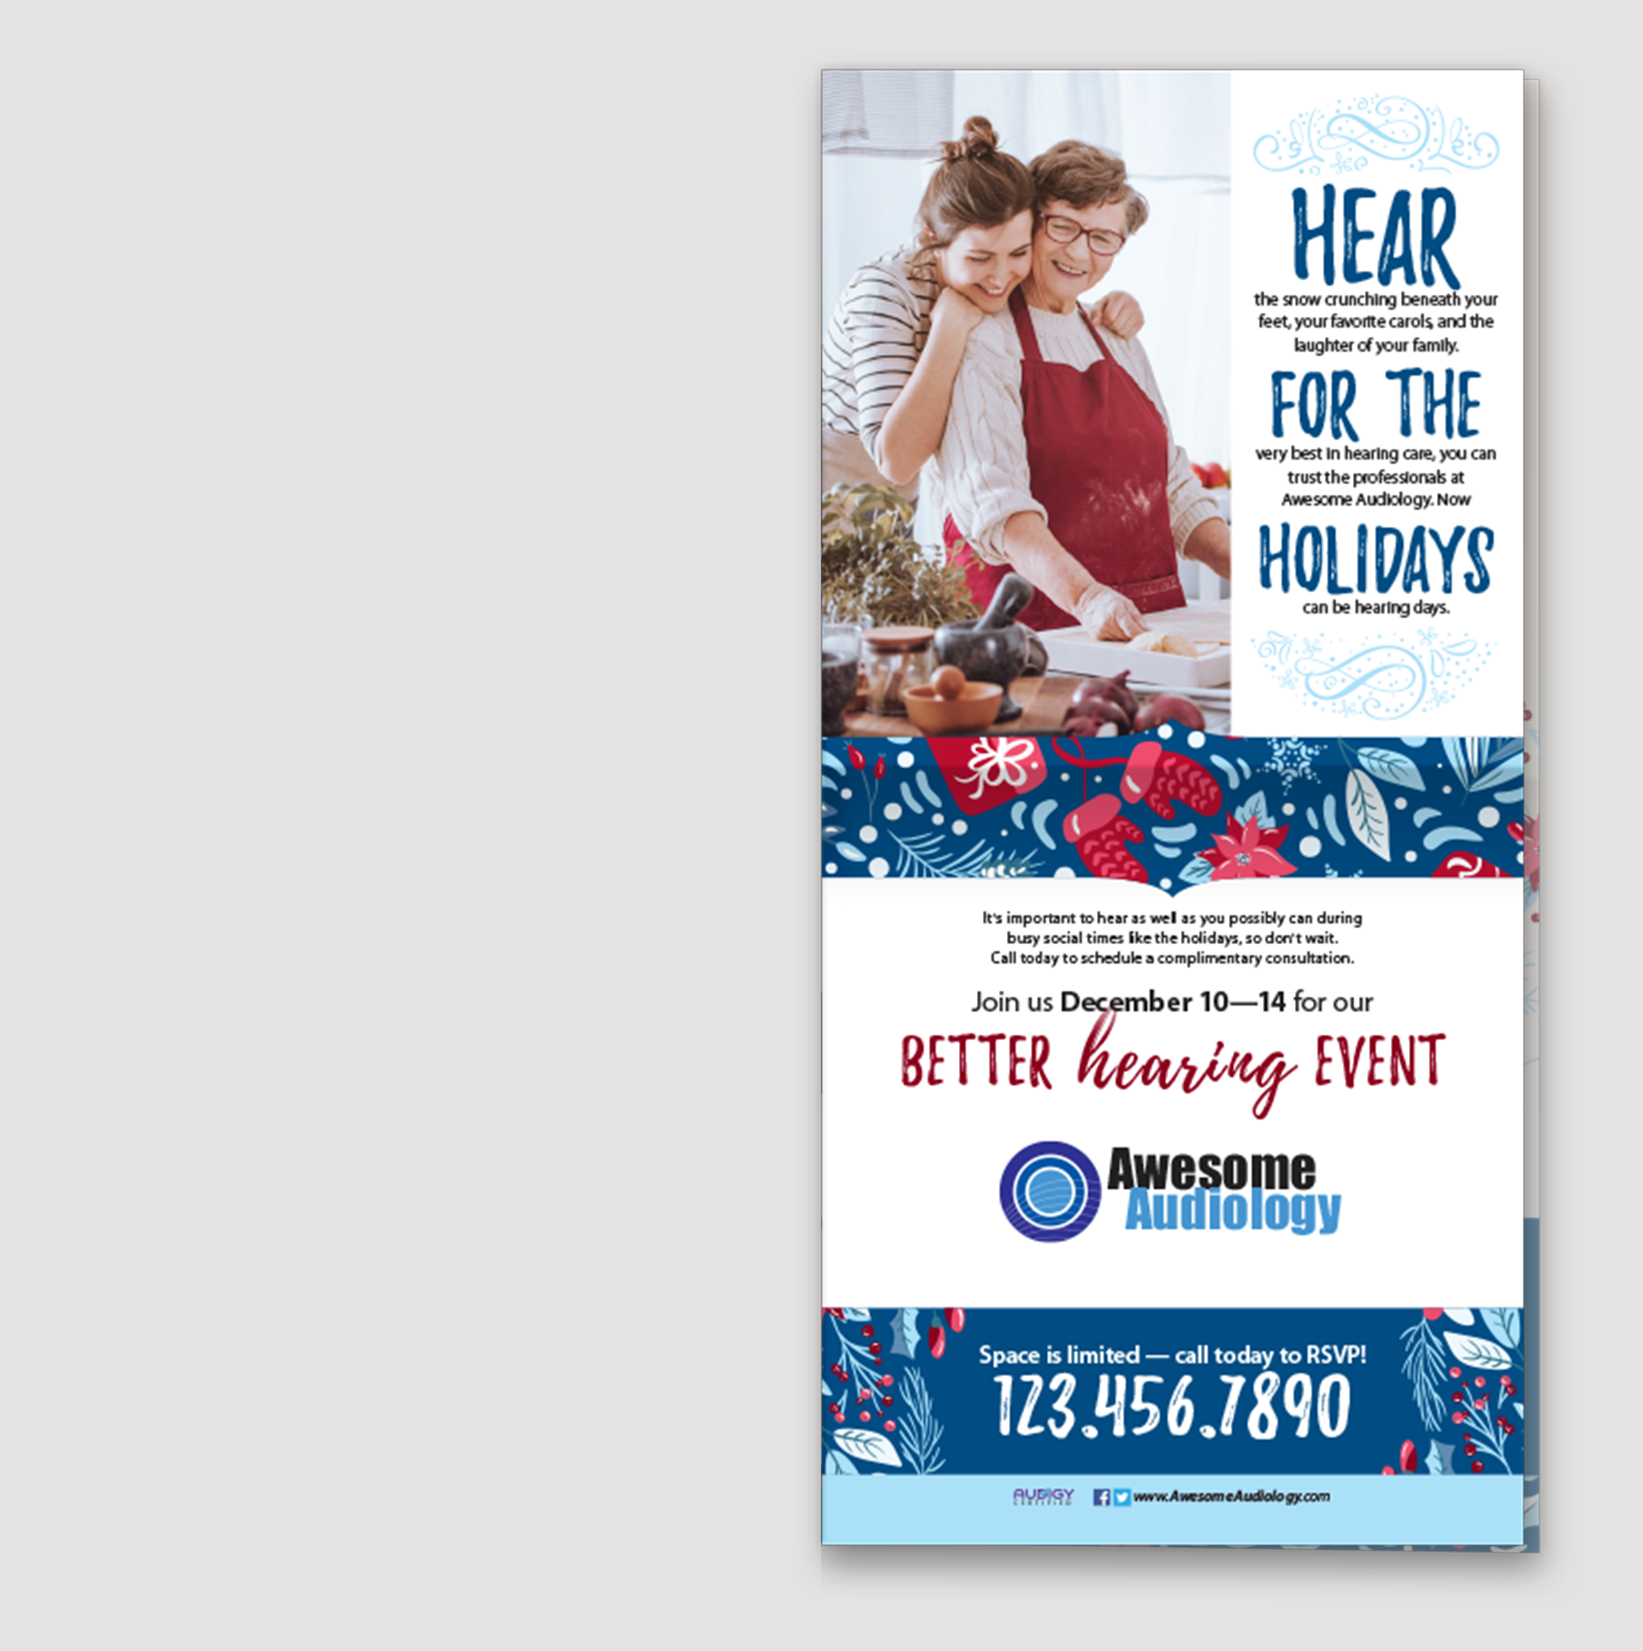 HEAR
the snow crunching beneath your
feet, your favorite carols, and the
laughter of your family.
FOR THE
very best in hearing care, you can
trust the professionals at
Awesome Audiology. Now
HOLIDAYS
can be hearing days.
It's important to hear as well as you possibly can during
busy social times like the holidays, so don't wait.
Call today to schedule a complimentary consultation.
Join us December 10—14 for our
BETTER hearing EVENT
Awesome
Audiology
Space is limited — call today to RSVP!
123.456.7890
AUDIGY
CERTIFIED
www.AwesomeAudiology.com